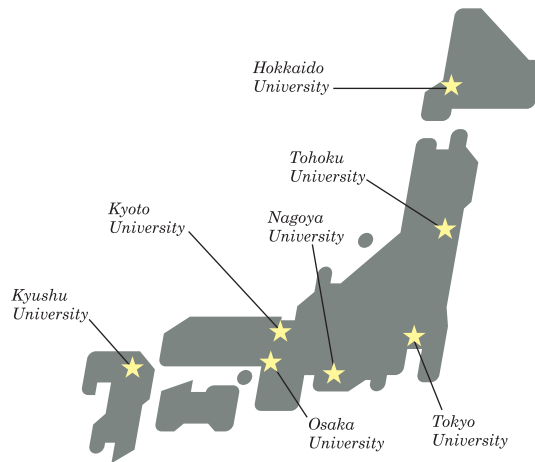 Hokkaido
University
Tohoku
University
Kyoto
University
Nagoya
University
Kyushu
University
Osaka
University
Tokyo
University